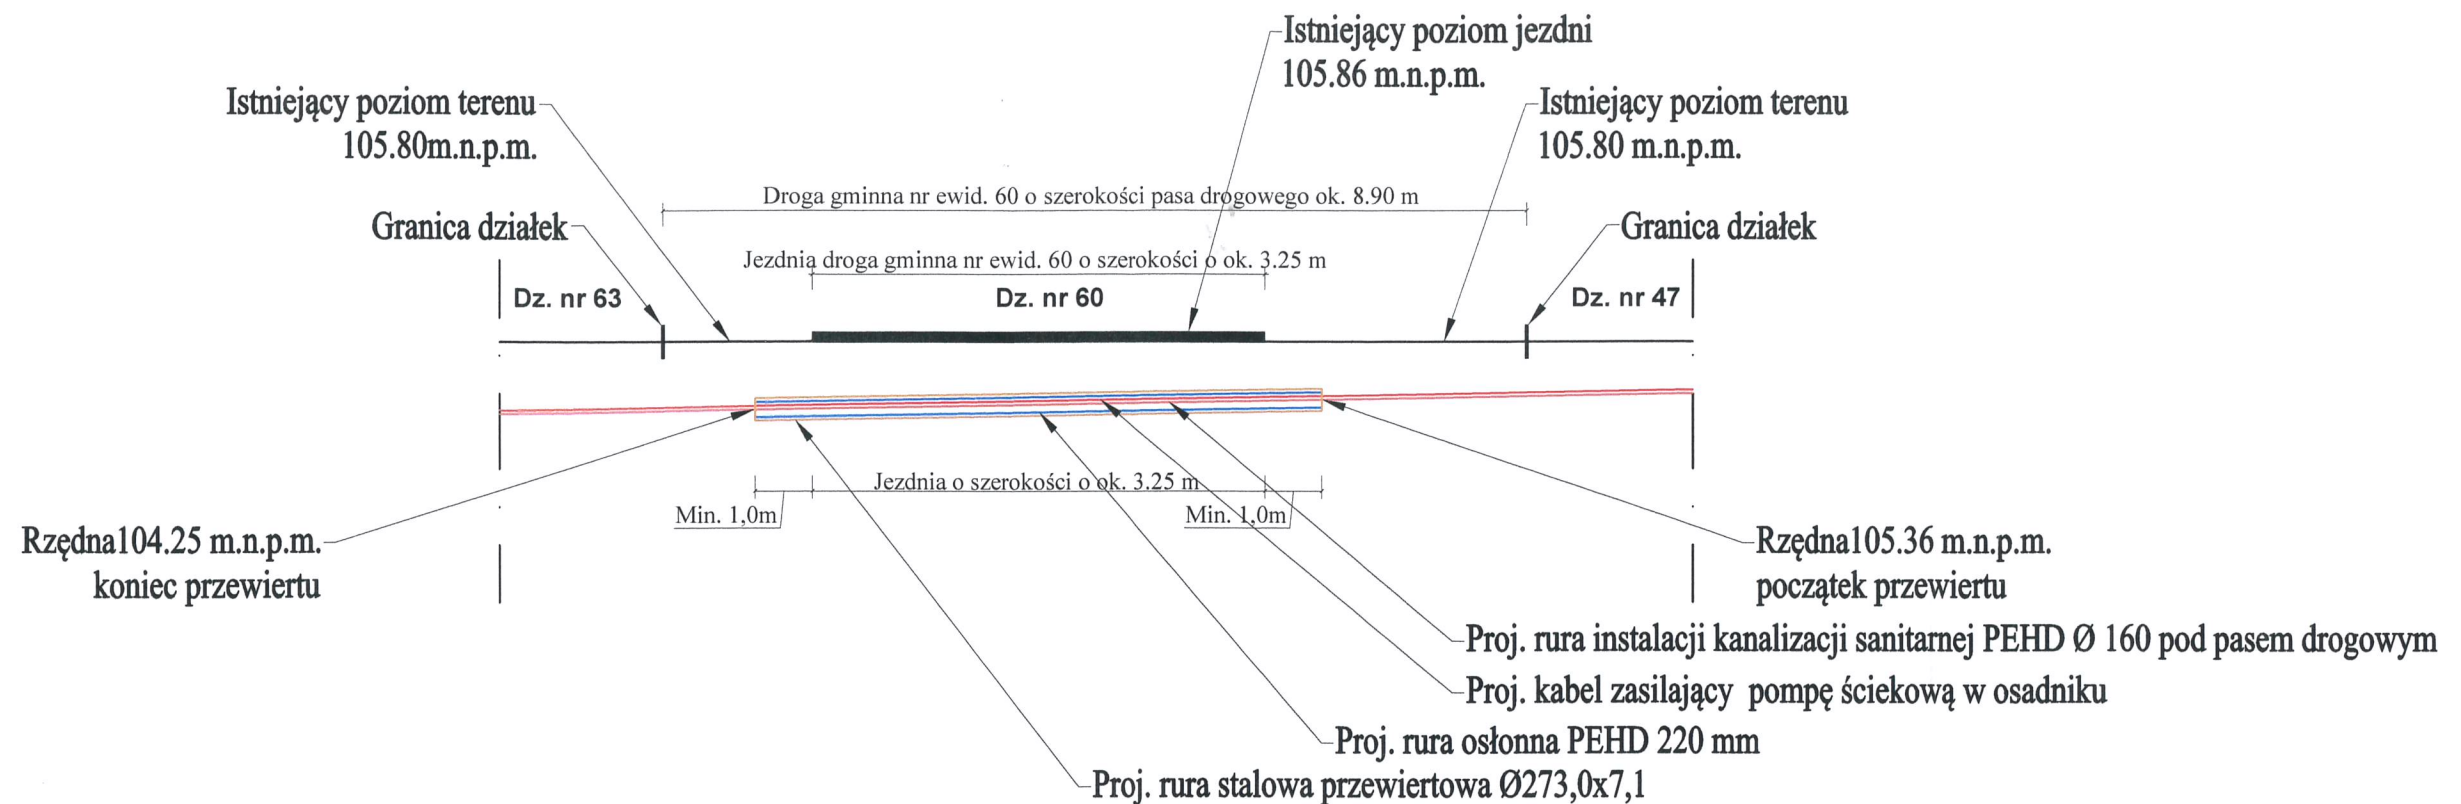 Istniejący poziom jezdni
105.86 m.n.p.m.
Istniejący poziom terenu
105.80m.n.p.m.
Istniejący poziom terenu
105.80 m.n.p.m.
Droga gminna nr ewid. 60 o szerokości pasa drogowego ok. 8.90 m
Granica działek
Granica działek
Jezdnia droga gminna nr ewid. 60 o szerokości o ok. 3.25 m
Dz. nr 63
Dz. nr 60
Dz. nr 47
Jezdnia o szerokości o ok. 3.25 m
Min. 1,0m
Min. 1,0m
Rzędna104.25 m.n.p.m.
koniec przewiertu
Rzędna105.36 m.n.p.m.
początek przewiertu
Proj. rura instalacji kanalizacji sanitarnej PEHD Ø 160 pod pasem drogowym
Proj. kabel zasilający pompę ściekową w osadniku
Proj. rura osłonna PEHD 220 mm
Proj. rura stalowa przewiertowa Ø273,0x7,1